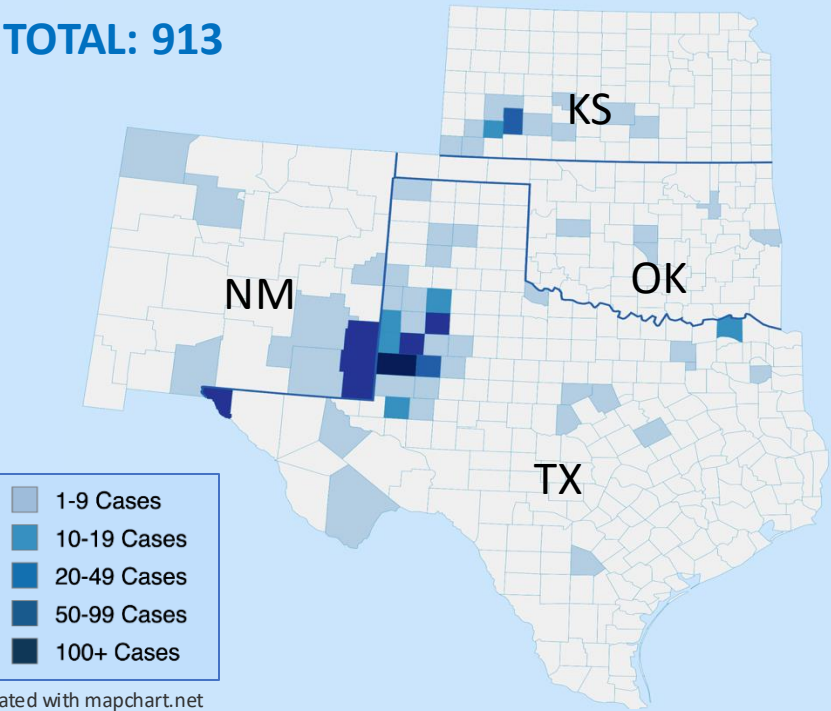 TOTAL: 913
KS
NM
OK
TX
1-9 Cases
10-19 Cases
20-49 Cases
50-99 Cases
100+ Cases
ated with mapchart.net